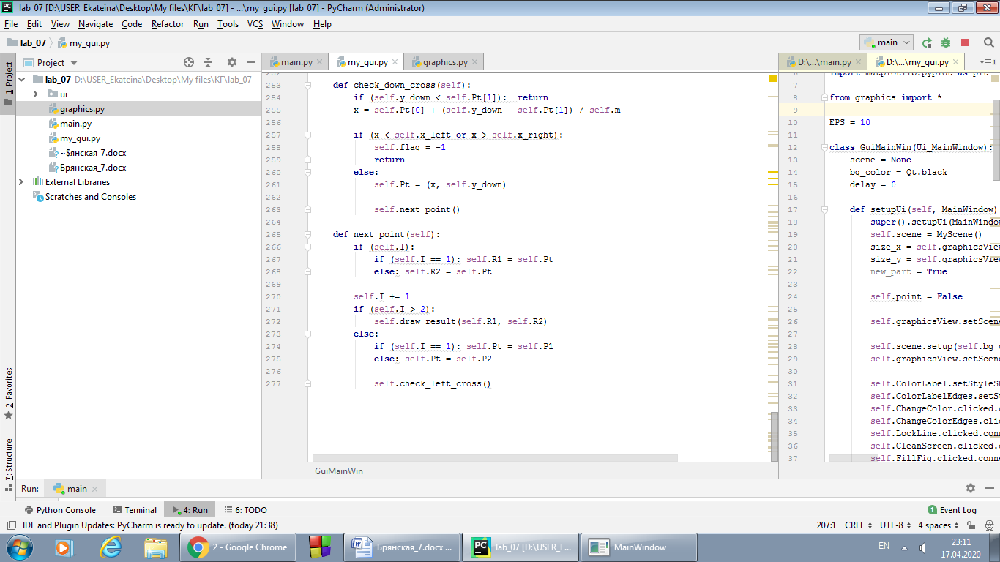 lab_07 [D:\USER_Ekateina\Desktop\My files\КГ\lab_07] - ...\my_gui.py [lab_07] - PyCharm (Administrator)
File Edit View Navigate Code Refactor Run Tools VCS Window Help
lab_07 my_gui.py main
1: Project
Project
lab_07 D:\USER_Ekateina\Desktop\My files\КГ\lab_07
ui
graphics.py
main.py
my_gui.py
~$янская_7.docx
Брянская_7.docx
External Libraries
Scratches and Consoles
2: Favorites
7: Structure
main.py my_gui.py graphics.py
252
253 def check_down_cross(self):
254 if (self.y_down < self.Pt[1]): return
255 x = self.Pt[0] + (self.y_down - self.Pt[1]) / self.m
256
257 if (x < self.x_left or x > self.x_right):
258 self.flag = -1
259 return
260 else:
261 self.Pt = (x, self.y_down)
262
263 self.next_point()
264
265 def next_point(self):
266 if (self.I):
267 if (self.I == 1): self.R1 = self.Pt
268 else: self.R2 = self.Pt
269
270 self.I += 1
271 if (self.I > 2):
272 self.draw_result(self.R1, self.R2)
273 else:
274 if (self.I == 1): self.Pt = self.P1
275 else: self.Pt = self.P2
276
277 self.check_left_cross()
GuiMainWin
D:\...\main.py D:\...\my_gui.py 1
6 import matplotlib.pyplot as plt
7
8 from graphics import *
9
10 EPS = 10
11
12 class GuiMainWin(Ui_MainWindow):
13 scene = None
14 bg_color = Qt.black
15 delay = 0
16
17 def setupUi(self, MainWindow)
18 super().setupUi(MainWindow
19 self.scene = MyScene()
20 size_x = self.graphicsView
21 size_y = self.graphicsView
22 new_part = True
23
24 self.point = False
25
26 self.graphicsView.setScene
27
28 self.scene.setup(self.bg_c
29 self.graphicsView.setScene
30
31 self.ColorLabel.setStyleSh
32 self.ColorLabelEdges.setSt
33 self.ChangeColor.clicked.c
34 self.ChangeColorEdges.clic
35 self.LockLine.clicked.conn
36 self.CleanScreen.clicked.c
37 self.FillFig.clicked.conne
Run: main
Python Console Terminal 4: Run 6: TODO 1 Event Log
IDE and Plugin Updates: PyCharm is ready to update. (today 21:38) 207:1 CRLF UTF-8 4 spaces
2 - Google Chrome Брянская_7.docx ... lab_07 [D:\USER_E... MainWindow EN 23:11
17.04.2020